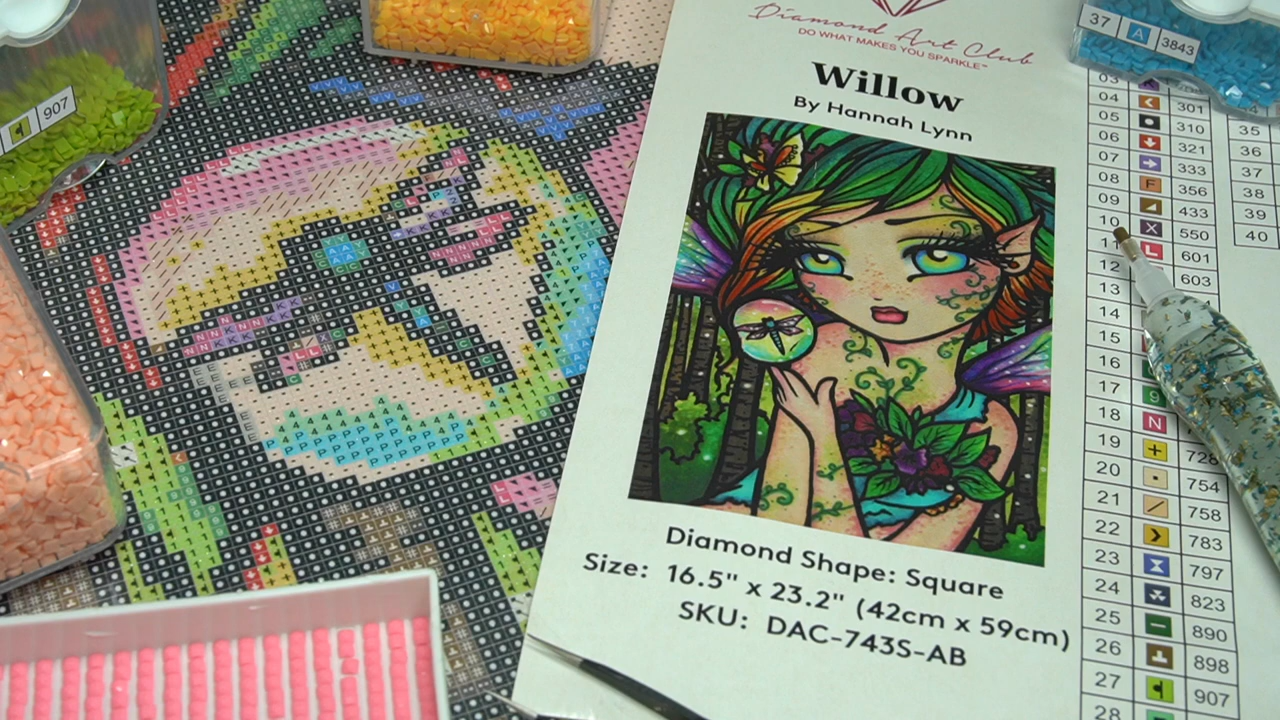 907
Diamond Art Club
DO WHAT MAKES YOU SPARKLE™
Willow
By Hannah Lynn
Diamond Shape: Square
Size: 16.5" x 23.2" (42cm x 59cm)
SKU: DAC-743S-AB
37 A 3843
03
04 301
05 310
06 321
07 333
08 F 356
09 433
10 X 550
11 L 601
12 603
13
14
15
16
17 9
18 N
19 + 728
20 754
21 758
22 783
23 797
24 823
25 890
26 898
27 907
28
35
36
37
38
39
40